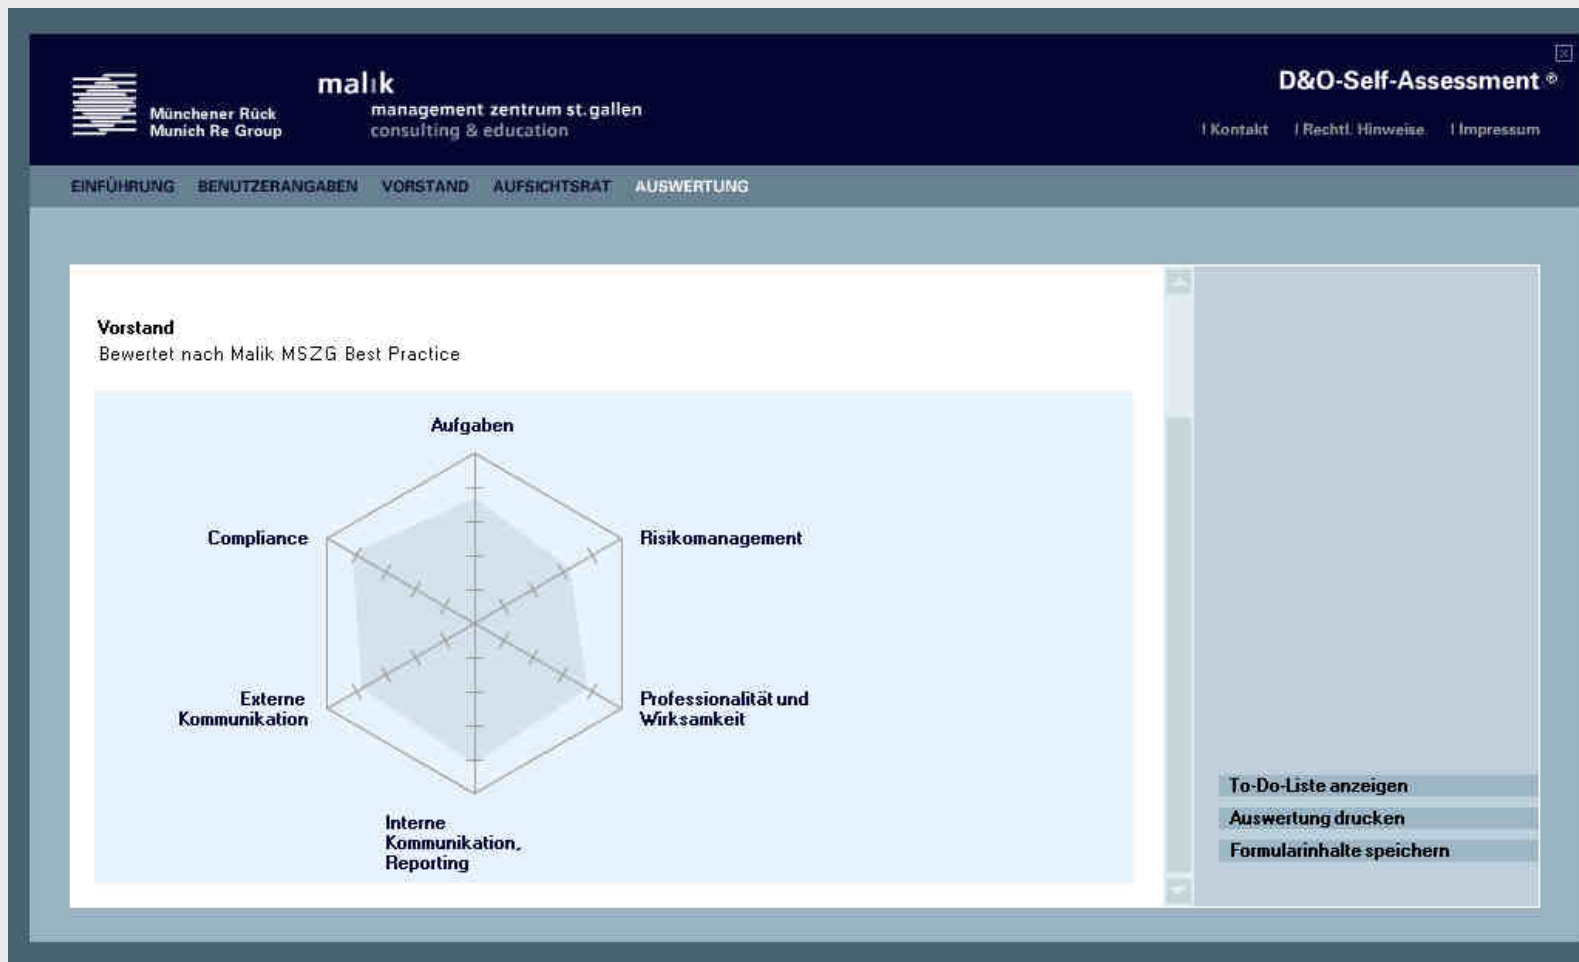 Münchener Rück
Munich Re Group
malik
management zentrum st.gallen
consulting & education
D&O-Self-Assessment ®
| Kontakt | Rechtl. Hinweise | Impressum
EINFÜHRUNG BENUTZERANGABEN VORSTAND AUFSICHTSRAT AUSWERTUNG
Vorstand
Bewertet nach Malik MSZG Best Practice
Aufgaben
Compliance
Risikomanagement
Externe
Kommunikation
Professionalität und
Wirksamkeit
Interne
Kommunikation,
Reporting
To-Do-Liste anzeigen
Auswertung drucken
Formularinhalte speichern